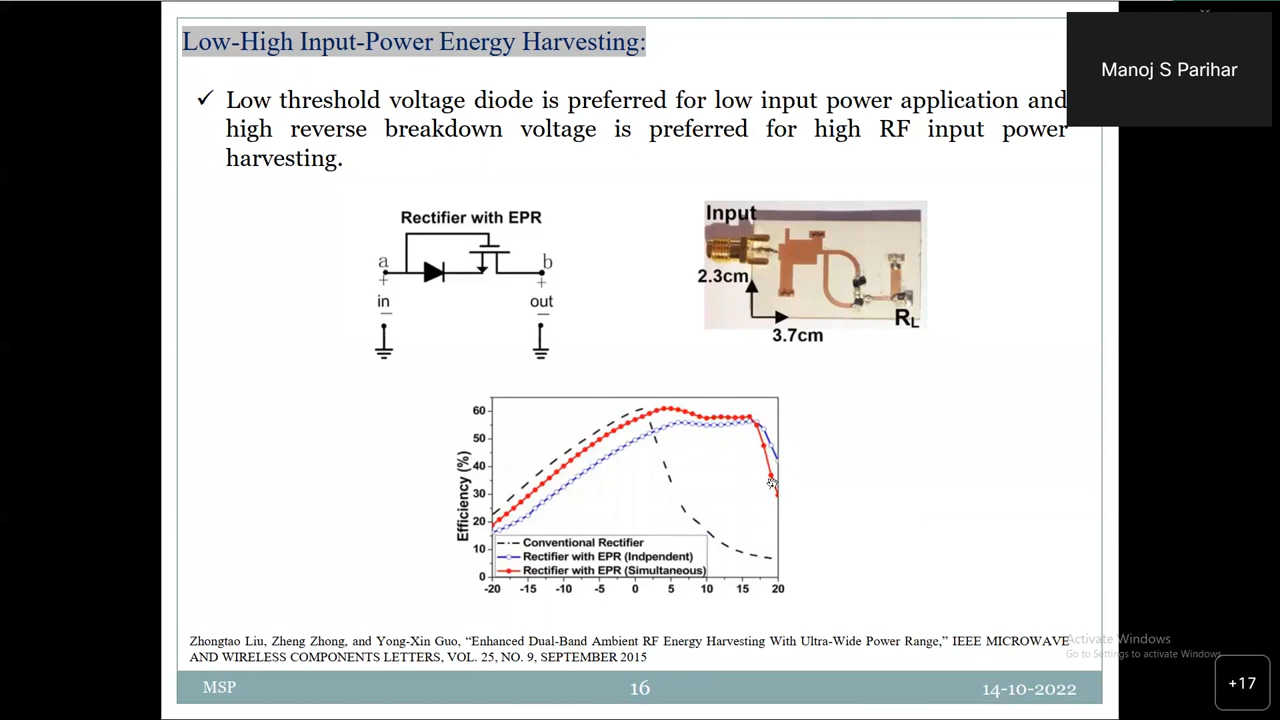 Low-High Input-Power Energy Harvesting:
Manoj S Parihar
✓ Low threshold voltage diode is preferred for low input power application and
high reverse breakdown voltage is preferred for high RF input power
harvesting.
Rectifier with EPR
a
b
+
+
in
out
−
−
Input
2.3cm
RL
3.7cm
Efficiency (%)
60
50
40
30
20
10
0
Conventional Rectifier
Rectifier with EPR (Indpendent)
Rectifier with EPR (Simultaneous)
-20 -15 -10 -5 0 5 10 15 20
Zhongtao Liu, Zheng Zhong, and Yong-Xin Guo, “Enhanced Dual-Band Ambient RF Energy Harvesting With Ultra-Wide Power Range,” IEEE MICROWAVE
AND WIRELESS COMPONENTS LETTERS, VOL. 25, NO. 9, SEPTEMBER 2015
Activate Windows
Go to Settings to activate Windows.
MSP
16
14-10-2022
+17